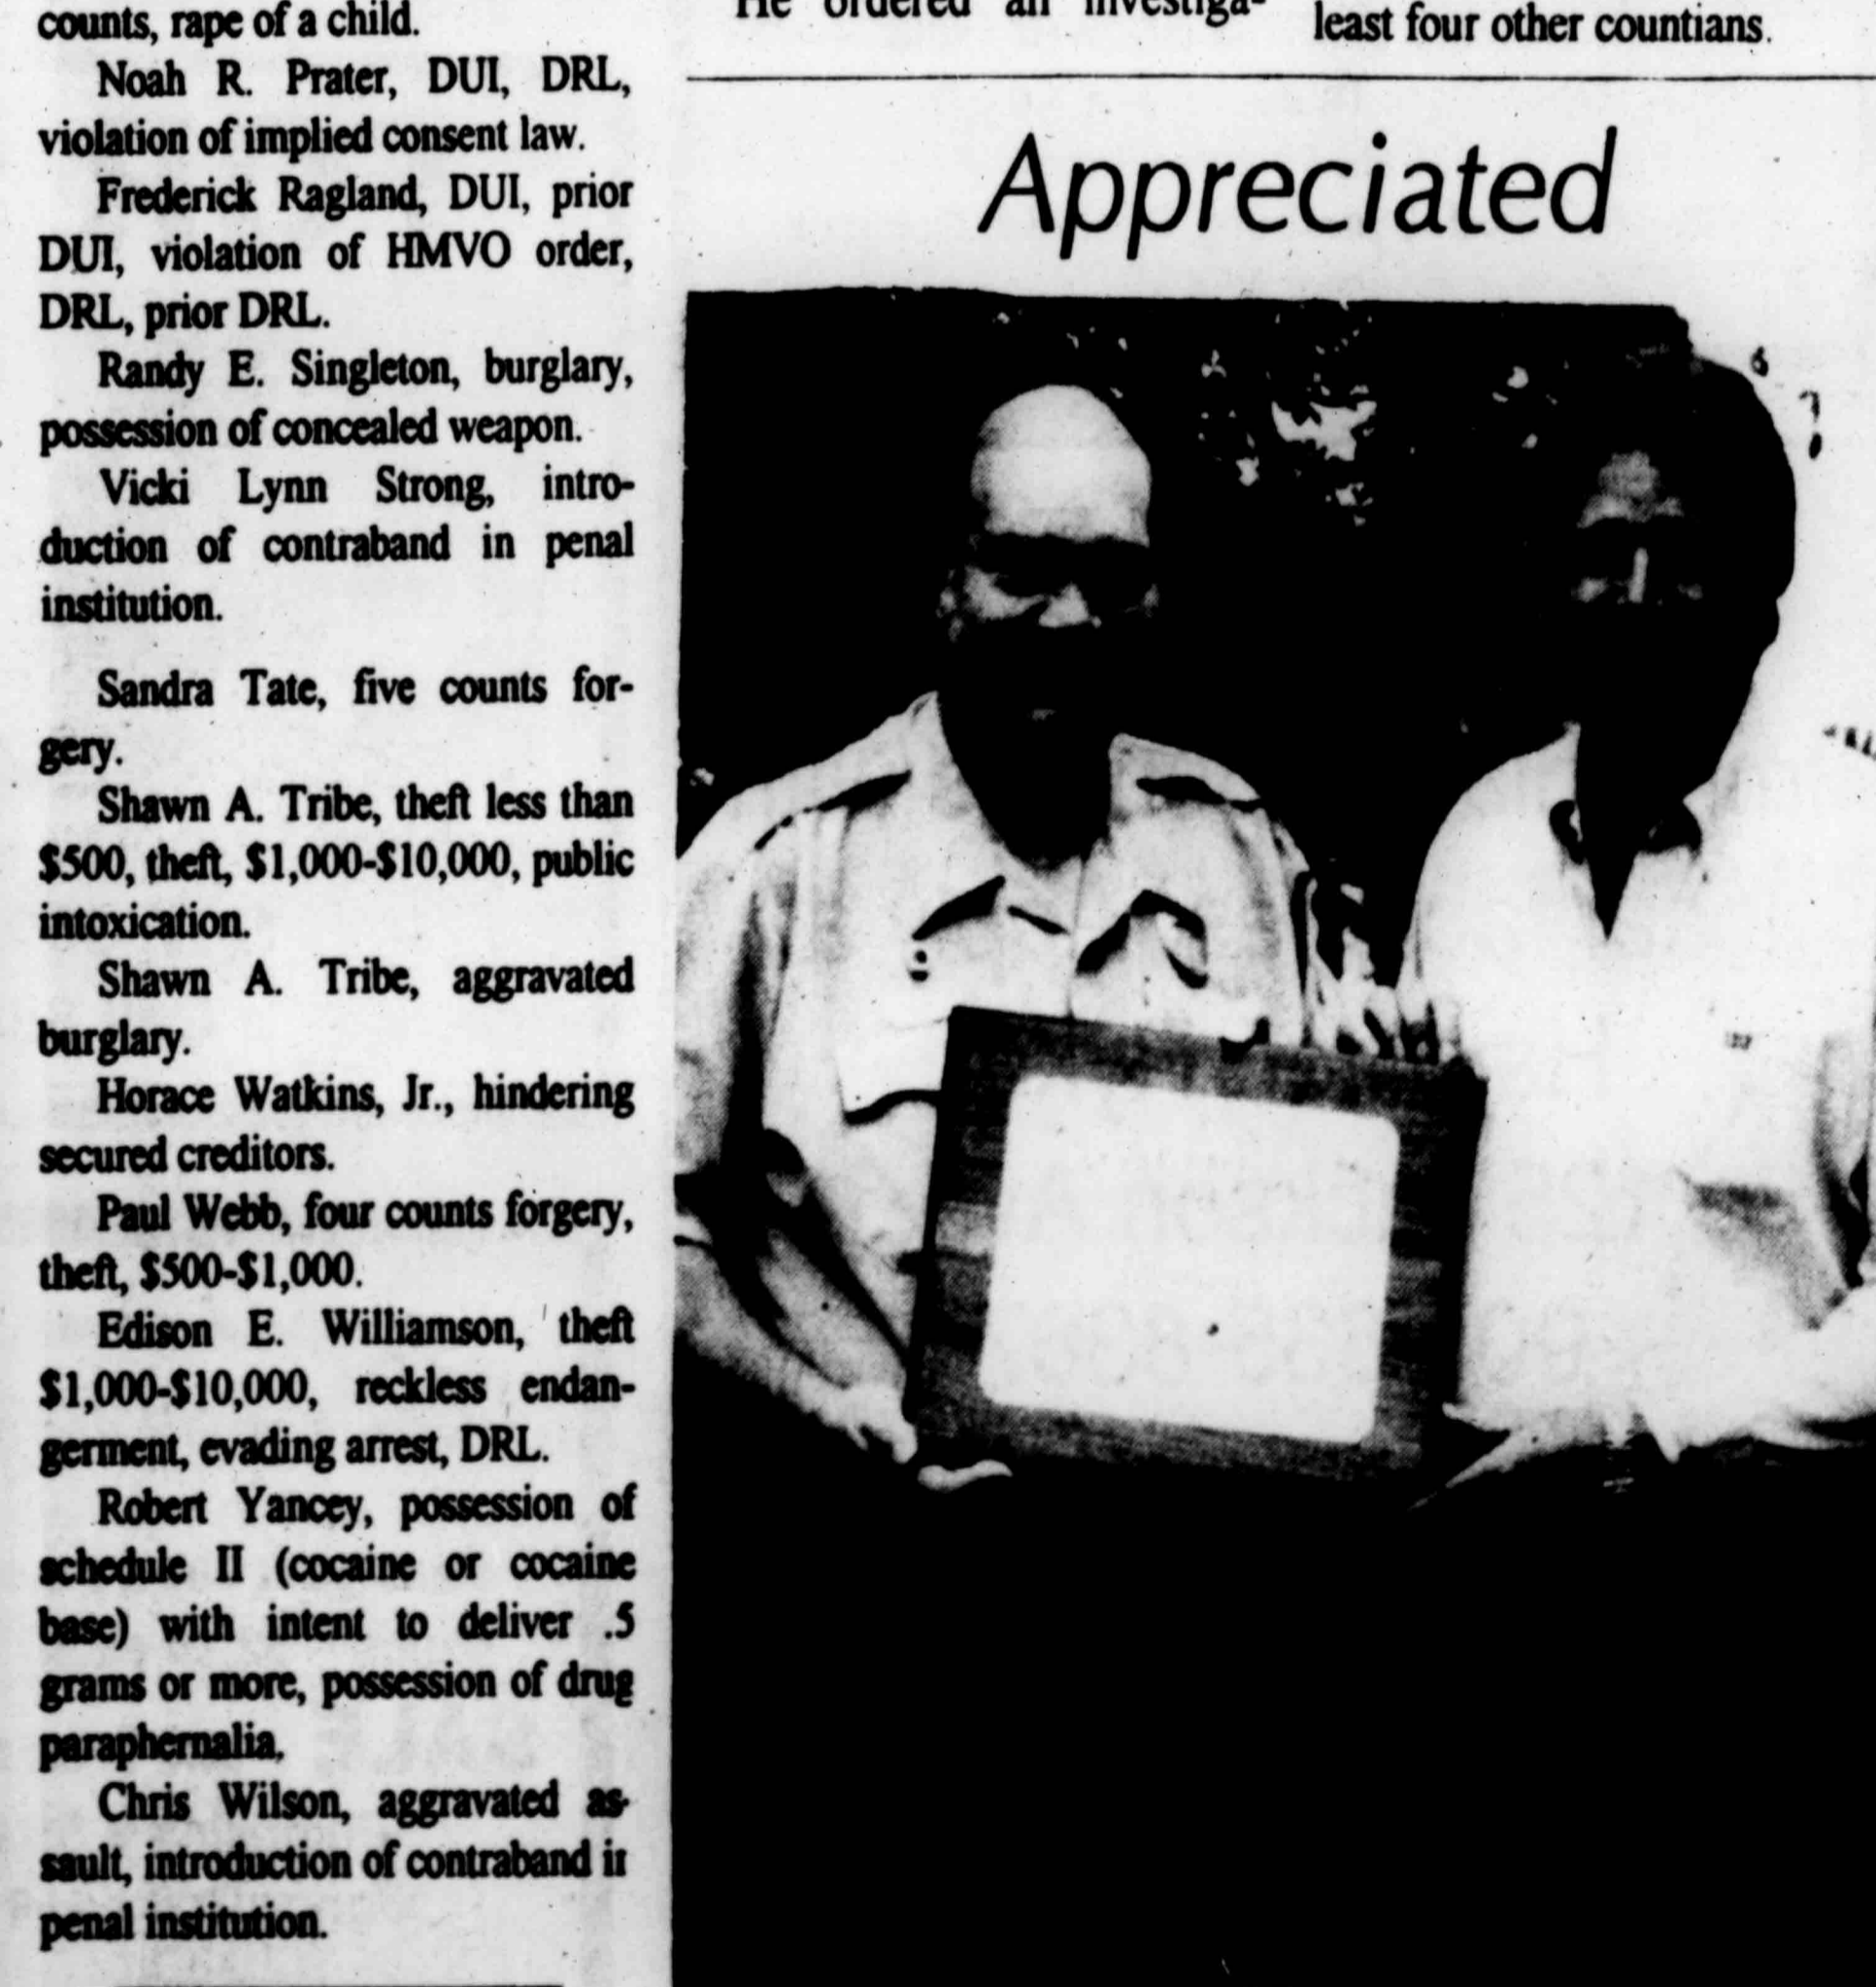 counts, rape of a child.
Noah R. Prater, DUI, DRL,
violation of implied consent law.
Frederick Ragland, DUI, prior
DUI, violation of HMVO order,
DRL, prior DRL.
Randy E. Singleton, burglary,
possession of concealed weapon.
Vicki Lynn Strong, intro-
duction of contraband in penal
institution.
Sandra Tate, five counts for-
gery.
Shawn A. Tribe, theft less than
$500, theft, $1,000-$10,000, public
intoxication.
Shawn A. Tribe, aggravated
burglary.
Horace Watkins, Jr., hindering
secured creditors.
Paul Webb, four counts forgery,
theft, $500-$1,000.
Edison E. Williamson, theft
$1,000-$10,000, reckless endan-
germent, evading arrest, DRL.
Robert Yancey, possession of
schedule II (cocaine or cocaine
base) with intent to deliver .5
grams or more, possession of drug
paraphernalia.
Chris Wilson, aggravated as-
sault, introduction of contraband in
penal institution.
He ordered an investiga-
least four other countians.
Appreciated